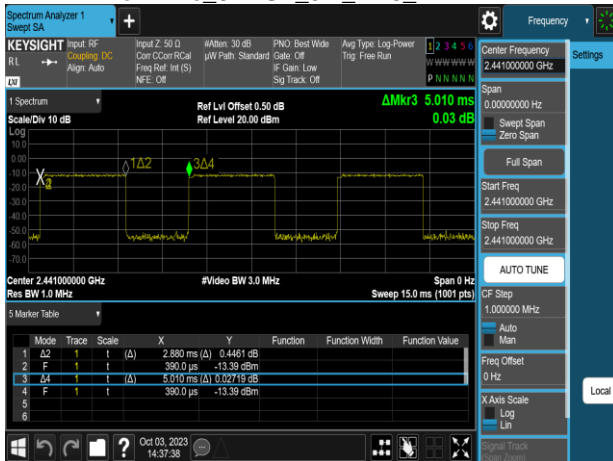 Spectrum Analyzer 1
Swept SA
Frequency
KEYSIGHT
RL
LXI
Input: RF
Coupling: DC
Align: Auto
Input Z: 50 Ω
Corr CCorr RCal
Freq Ref: Int (S)
NFE: Off
#Atten: 30 dB
µW Path: Standard
PNO: Best Wide
Gate: Off
IF Gain: Low
Sig Track: Off
Avg Type: Log-Power
Trig: Free Run
1 2 3 4 5 6
W W W W W W
P N N N N N
Center Frequency
2.441000000 GHz
Settings
1 Spectrum
Scale/Div 10 dB
Ref Lvl Offset 0.50 dB
Ref Level 20.00 dBm
ΔMkr3 5.010 ms
0.03 dB
Log
10.0
0.00
-10.0
-20.0
-30.0
-40.0
-50.0
-60.0
-70.0
1Δ2
3Δ4
X2
Center 2.441000000 GHz
Res BW 1.0 MHz
#Video BW 3.0 MHz
Span 0 Hz
Sweep 15.0 ms (1001 pts)
Span
0.00000000 Hz
Swept Span
Zero Span
Full Span
Start Freq
2.441000000 GHz
Stop Freq
2.441000000 GHz
AUTO TUNE
CF Step
1.000000 MHz
Auto
Man
Freq Offset
0 Hz
X Axis Scale
Log
Lin
Signal Track
(Span Zoom)
Local
5 Marker Table
Mode Trace Scale X Y Function Function Width Function Value
1 Δ2 1 t (Δ) 2.880 ms (Δ) 0.4461 dB
2 F 1 t 390.0 µs -13.39 dBm
3 Δ4 1 t (Δ) 5.010 ms (Δ) 0.02719 dB
4 F 1 t 390.0 µs -13.39 dBm
5
6
?
Oct 03, 2023
14:37:38